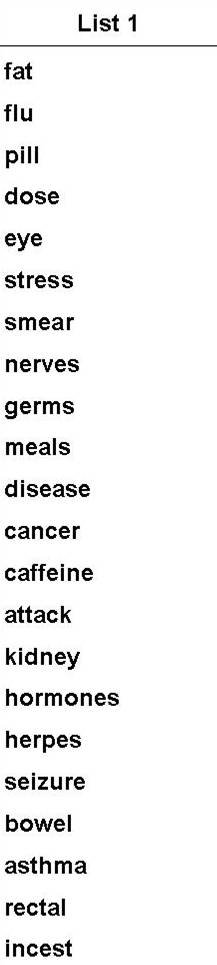 List 1
fat
flu
pill
dose
eye
stress
smear
nerves
germs
meals
disease
cancer
caffeine
attack
kidney
hormones
herpes
seizure
bowel
asthma
rectal
incest